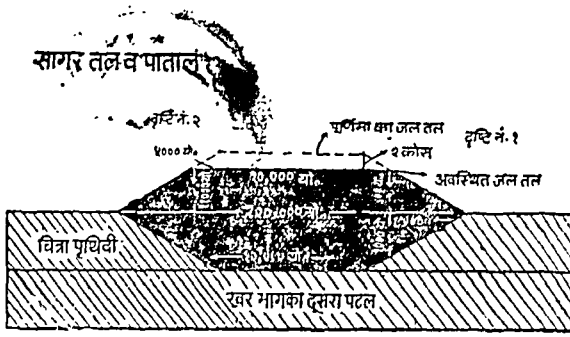 सागर तल व पाताल
दृष्टि नं. २
पूर्णिमा का जल तल
दृष्टि नं. १
५००० यो.
२ कोस
१०,००० यो.
अवस्थित जल तल
चित्रा पृथिवी
खर भागका दूसरा पटल